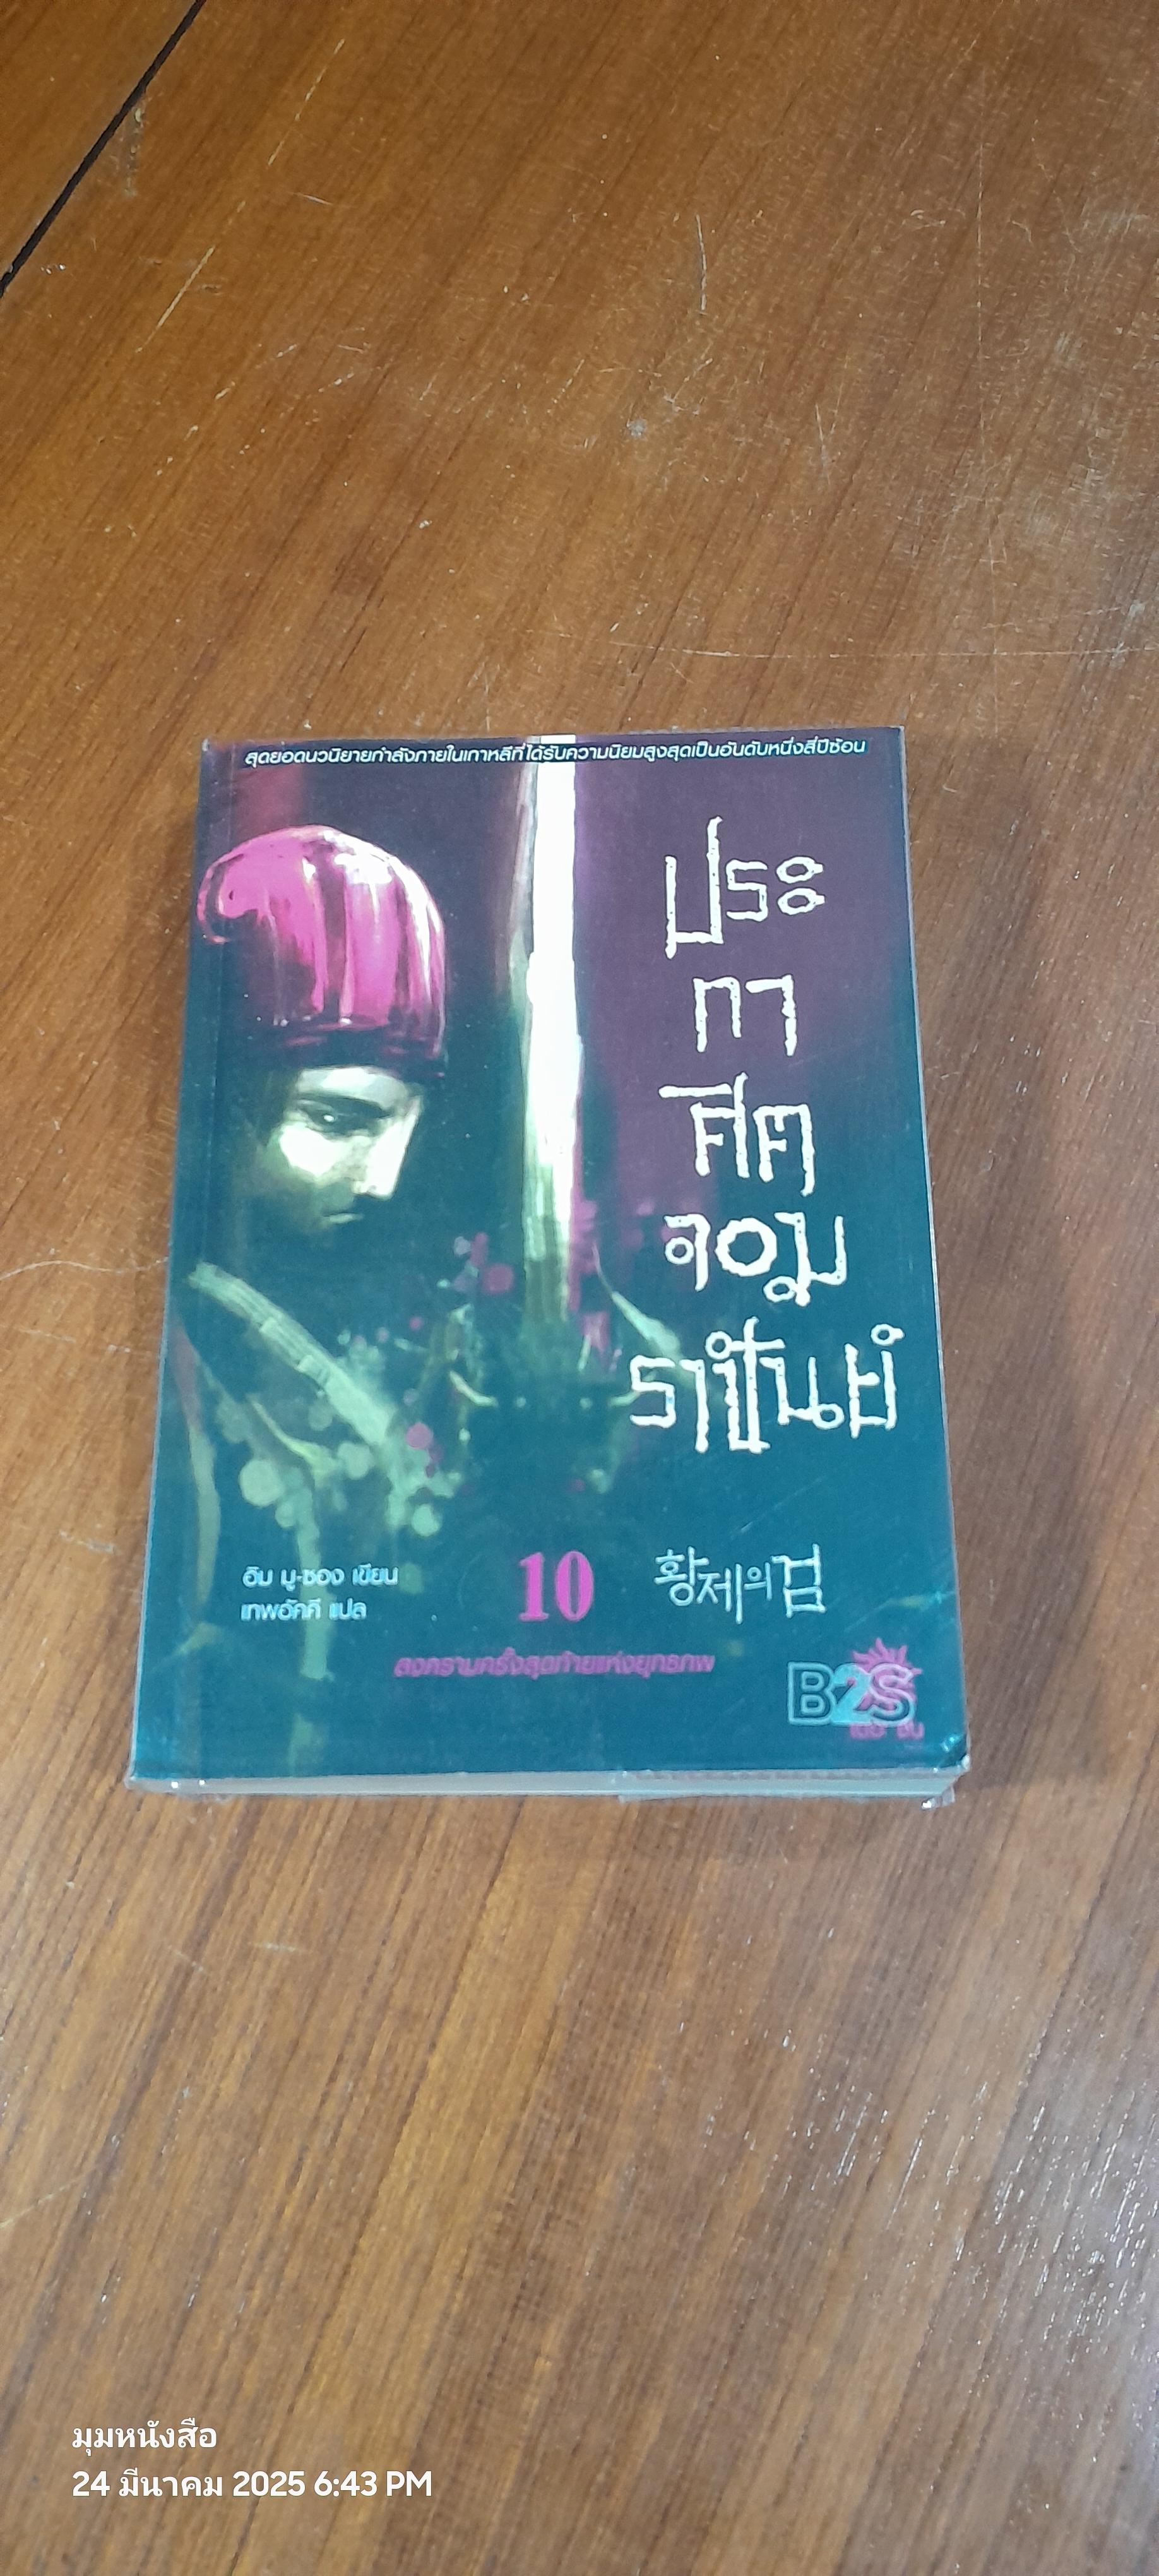 สุดยอดนวนิยายกำลังภายในเกาหลีที่ได้รับความนิยมสูงสุดเป็นอันดับหนึ่งสี่ปีซ้อน
ประ
กา
ศิต
จอม
ราชันย์
อิม มู-ซอง เขียน
เทพอัคคี แปล
10
황제의 검
สงครามครั้งสุดท้ายแห่งยุทธภพ
B2S
มุมหนังสือ
24 มีนาคม 2025 6:43 PM